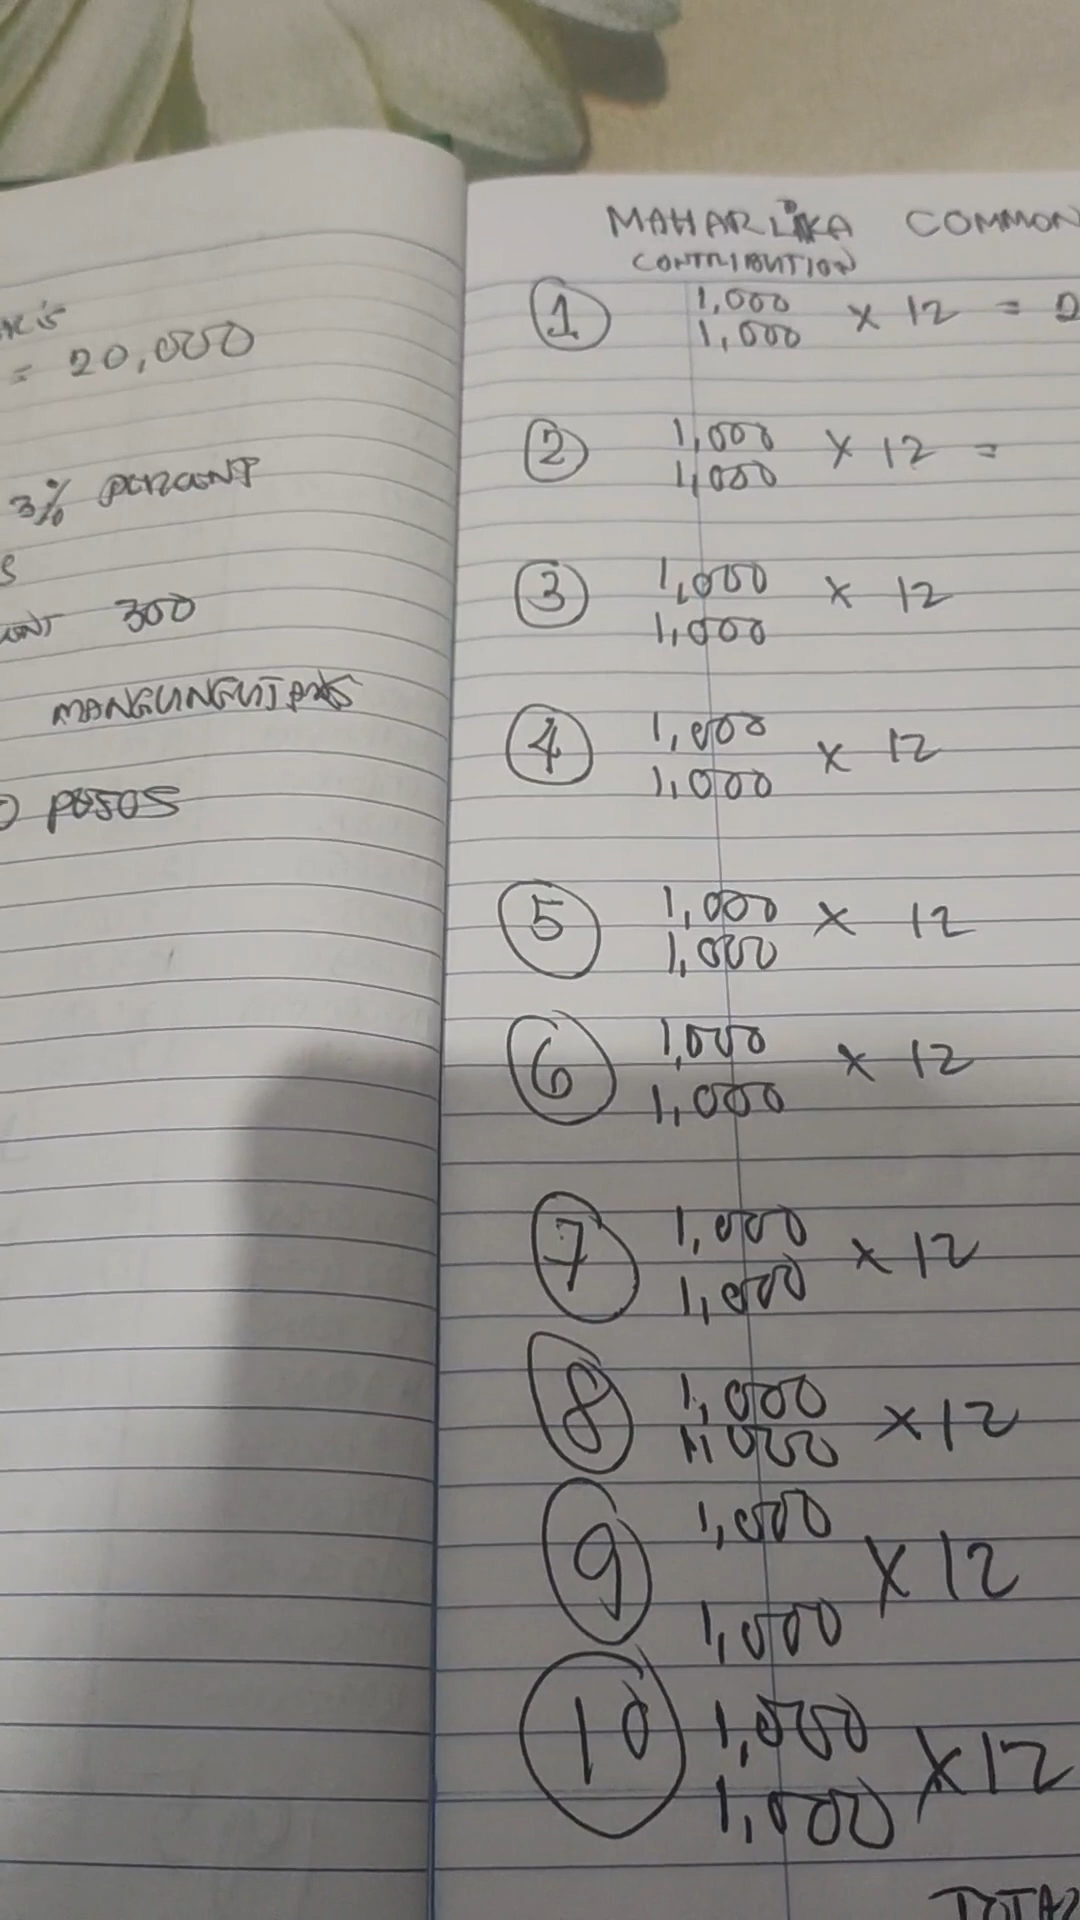 = 20,000
3% PERCENT
300
PESOS
MAHARLIKA COMMON
CONTRIBUTION
1 1,000 x 12 =
1,000
2 1,000 x 12 =
1,000
3 1,000 x 12
1,000
4 1,000 x 12
1,000
5 1,000 x 12
1,000
6 1,000 x 12
1,000
7 1,000 x 12
1,000
8 1,000 x 12
1,000
9 1,000 x 12
1,000
10 1,000 x 12
1,000